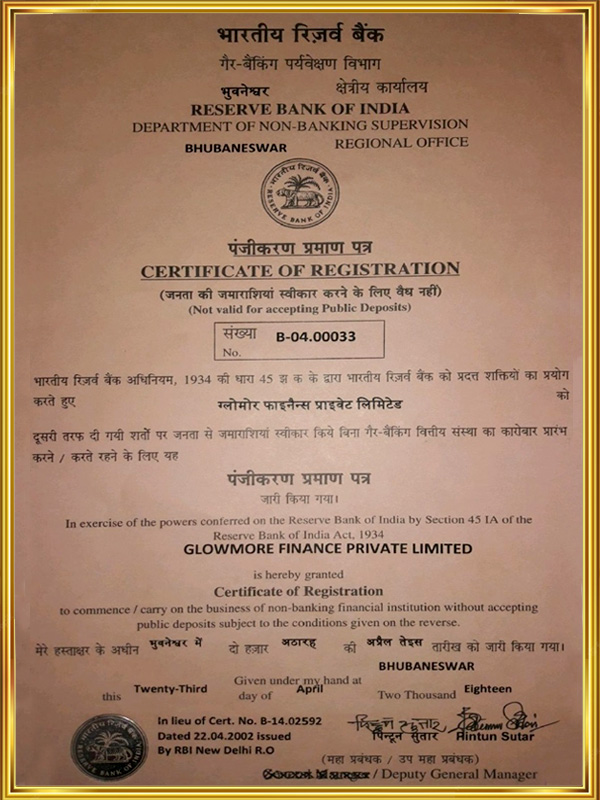 भारतीय रिज़र्व बैंक
गैर-बैंकिंग पर्यवेक्षण विभाग
भुवनेश्वर क्षेत्रीय कार्यालय
RESERVE BANK OF INDIA
DEPARTMENT OF NON-BANKING SUPERVISION
BHUBANESWAR REGIONAL OFFICE
भारतीय रिज़र्व बैंक
RESERVE BANK OF INDIA
पंजीकरण प्रमाण पत्र
CERTIFICATE OF REGISTRATION
(जनता की जमाराशियां स्वीकार करने के लिए वैध नहीं)
(Not valid for accepting Public Deposits)
संख्या B-04.00033
No.
भारतीय रिज़र्व बैंक अधिनियम, 1934 की धारा 45 झ क के द्वारा भारतीय रिज़र्व बैंक को प्रदत्त शक्तियों का प्रयोग
करते हुए ग्लोमोर फाइनैन्स प्राइवेट लिमिटेड को
दूसरी तरफ दी गयी शर्तों पर जनता से जमाराशियां स्वीकार किये बिना गैर-बैंकिंग वित्तीय संस्था का कारोबार प्रारंभ
करने / करते रहने के लिए यह
पंजीकरण प्रमाण पत्र
जारी किया गया।
In exercise of the powers conferred on the Reserve Bank of India by Section 45 IA of the
Reserve Bank of India Act, 1934
GLOWMORE FINANCE PRIVATE LIMITED
is hereby granted
Certificate of Registration
to commence / carry on the business of non-banking financial institution without accepting
public deposits subject to the conditions given on the reverse.
मेरे हस्ताक्षर के अधीन भुवनेश्वर में दो हज़ार अठारह की अप्रैल तेइस तारीख को जारी किया गया।
BHUBANESWAR
Given under my hand at
this Twenty-Third day of April Two Thousand Eighteen
In lieu of Cert. No. B-14.02592
Dated 22.04.2002 issued
By RBI New Delhi R.O
पिन्टून सुतार Rintun Sutar
(महा प्रबंधक / उप महा प्रबंधक)
/ Deputy General Manager